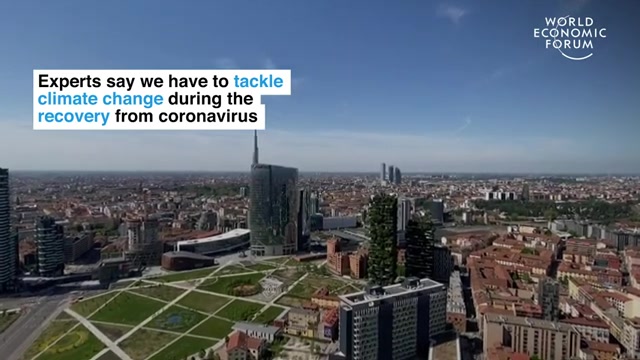 Experts say we have to tackle
climate change during the
recovery from coronavirus
WORLD
ECONOMIC
FORUM